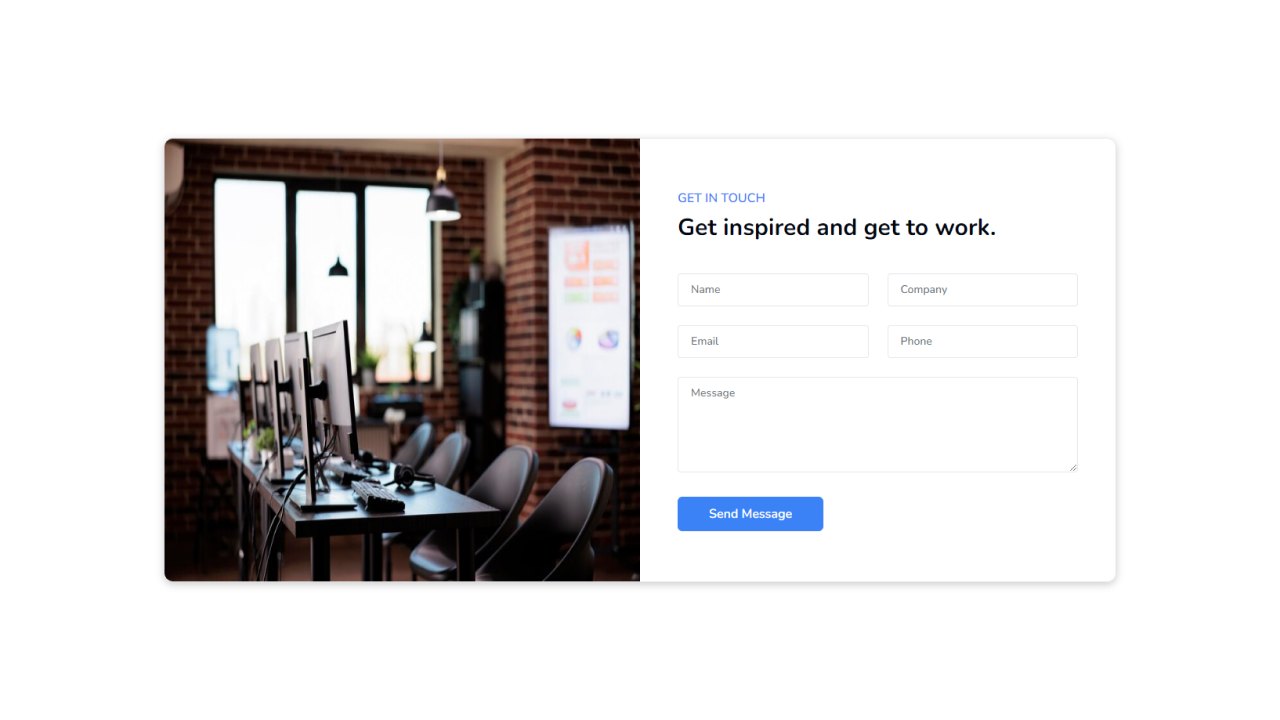 GET IN TOUCH
Get inspired and get to work.
Name
Company
Email
Phone
Message
Send Message